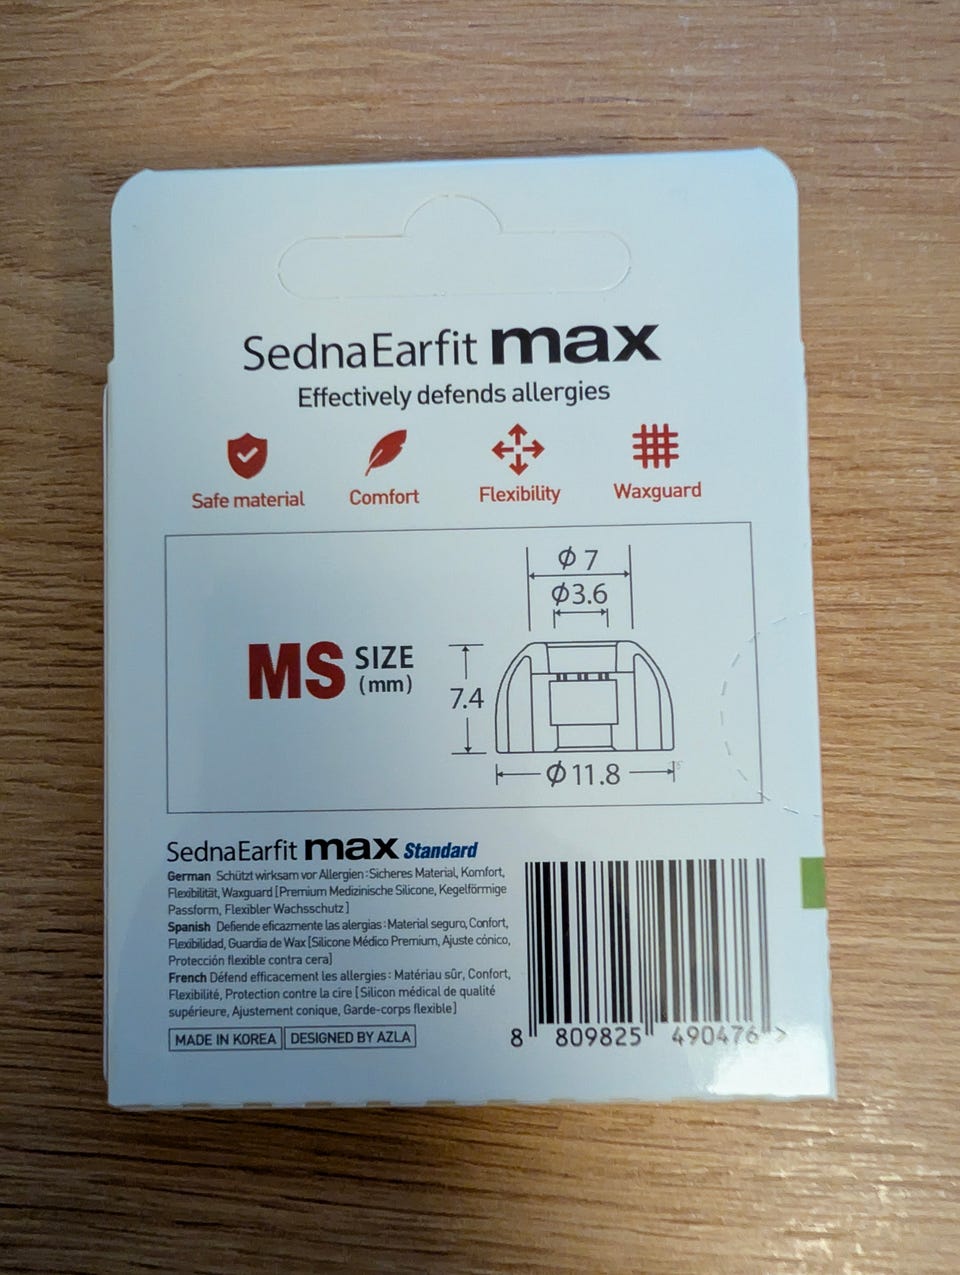 SednaEarfit max
Effectively defends allergies
Safe material
Comfort
Flexibility
Waxguard
MS SIZE
(mm)
ϕ 7
ϕ3.6
7.4
ϕ 11.8
SednaEarfit max Standard
German Schützt wirksam vor Allergien : Sicheres Material, Komfort,
Flexibilität, Waxguard [Premium Medizinische Silicone, Kegelförmige
Passform, Flexibler Wachsschutz]
Spanish Defiende eficazmente las alergias : Material seguro, Confort,
Flexibilidad, Guardia de Wax [Silicone Médico Premium, Ajuste cónico,
Protección flexible contra cera]
French Défend efficacement les allergies : Matériau sûr, Confort,
Flexibilité, Protection contre la cire [Silicon médical de qualité
supérieure, Ajustement conique, Garde-corps flexible]
MADE IN KOREA DESIGNED BY AZLA
8 809825 490476 >